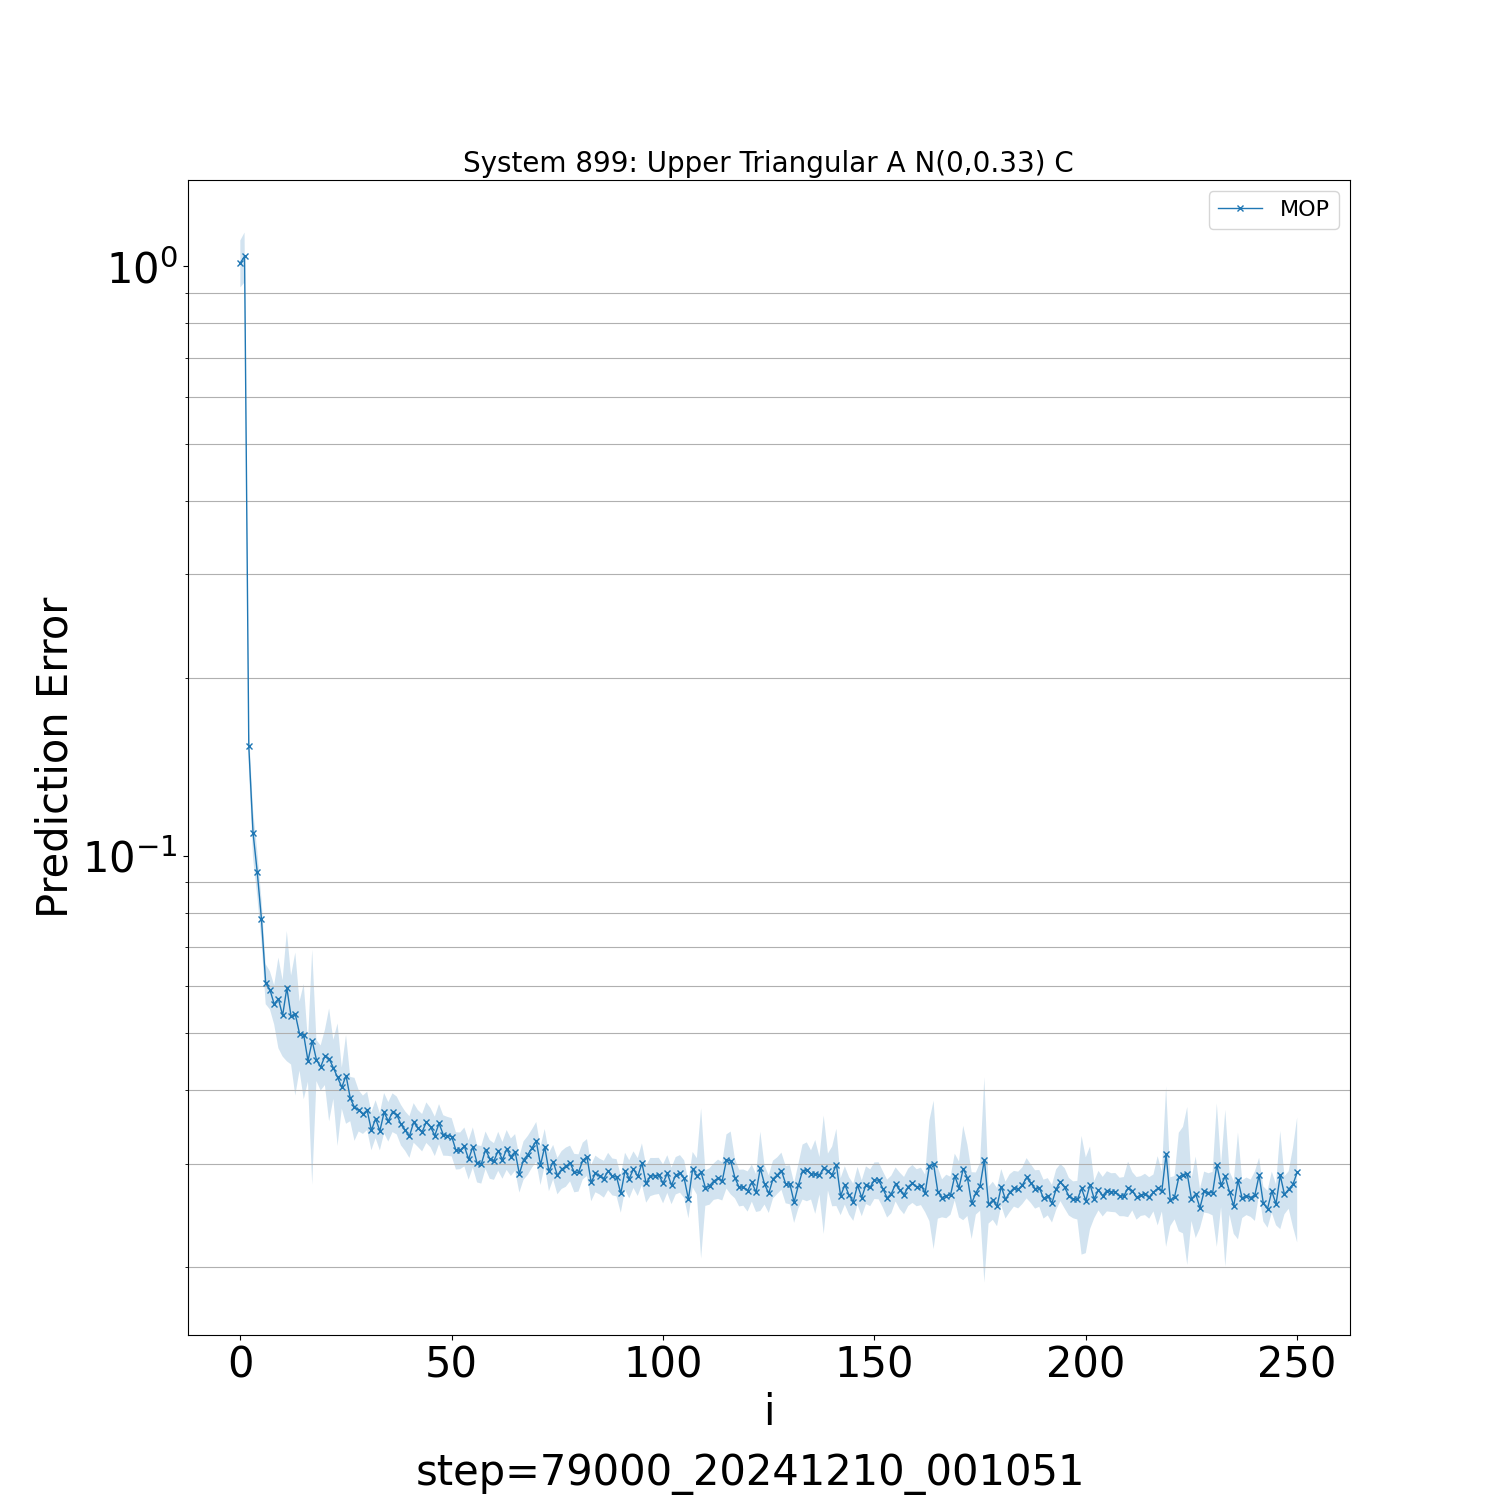 System 899: Upper Triangular A N(0,0.33) C
MOP
10⁰
10⁻¹
Prediction Error
0 50 100 150 200 250
i
step=79000_20241210_001051